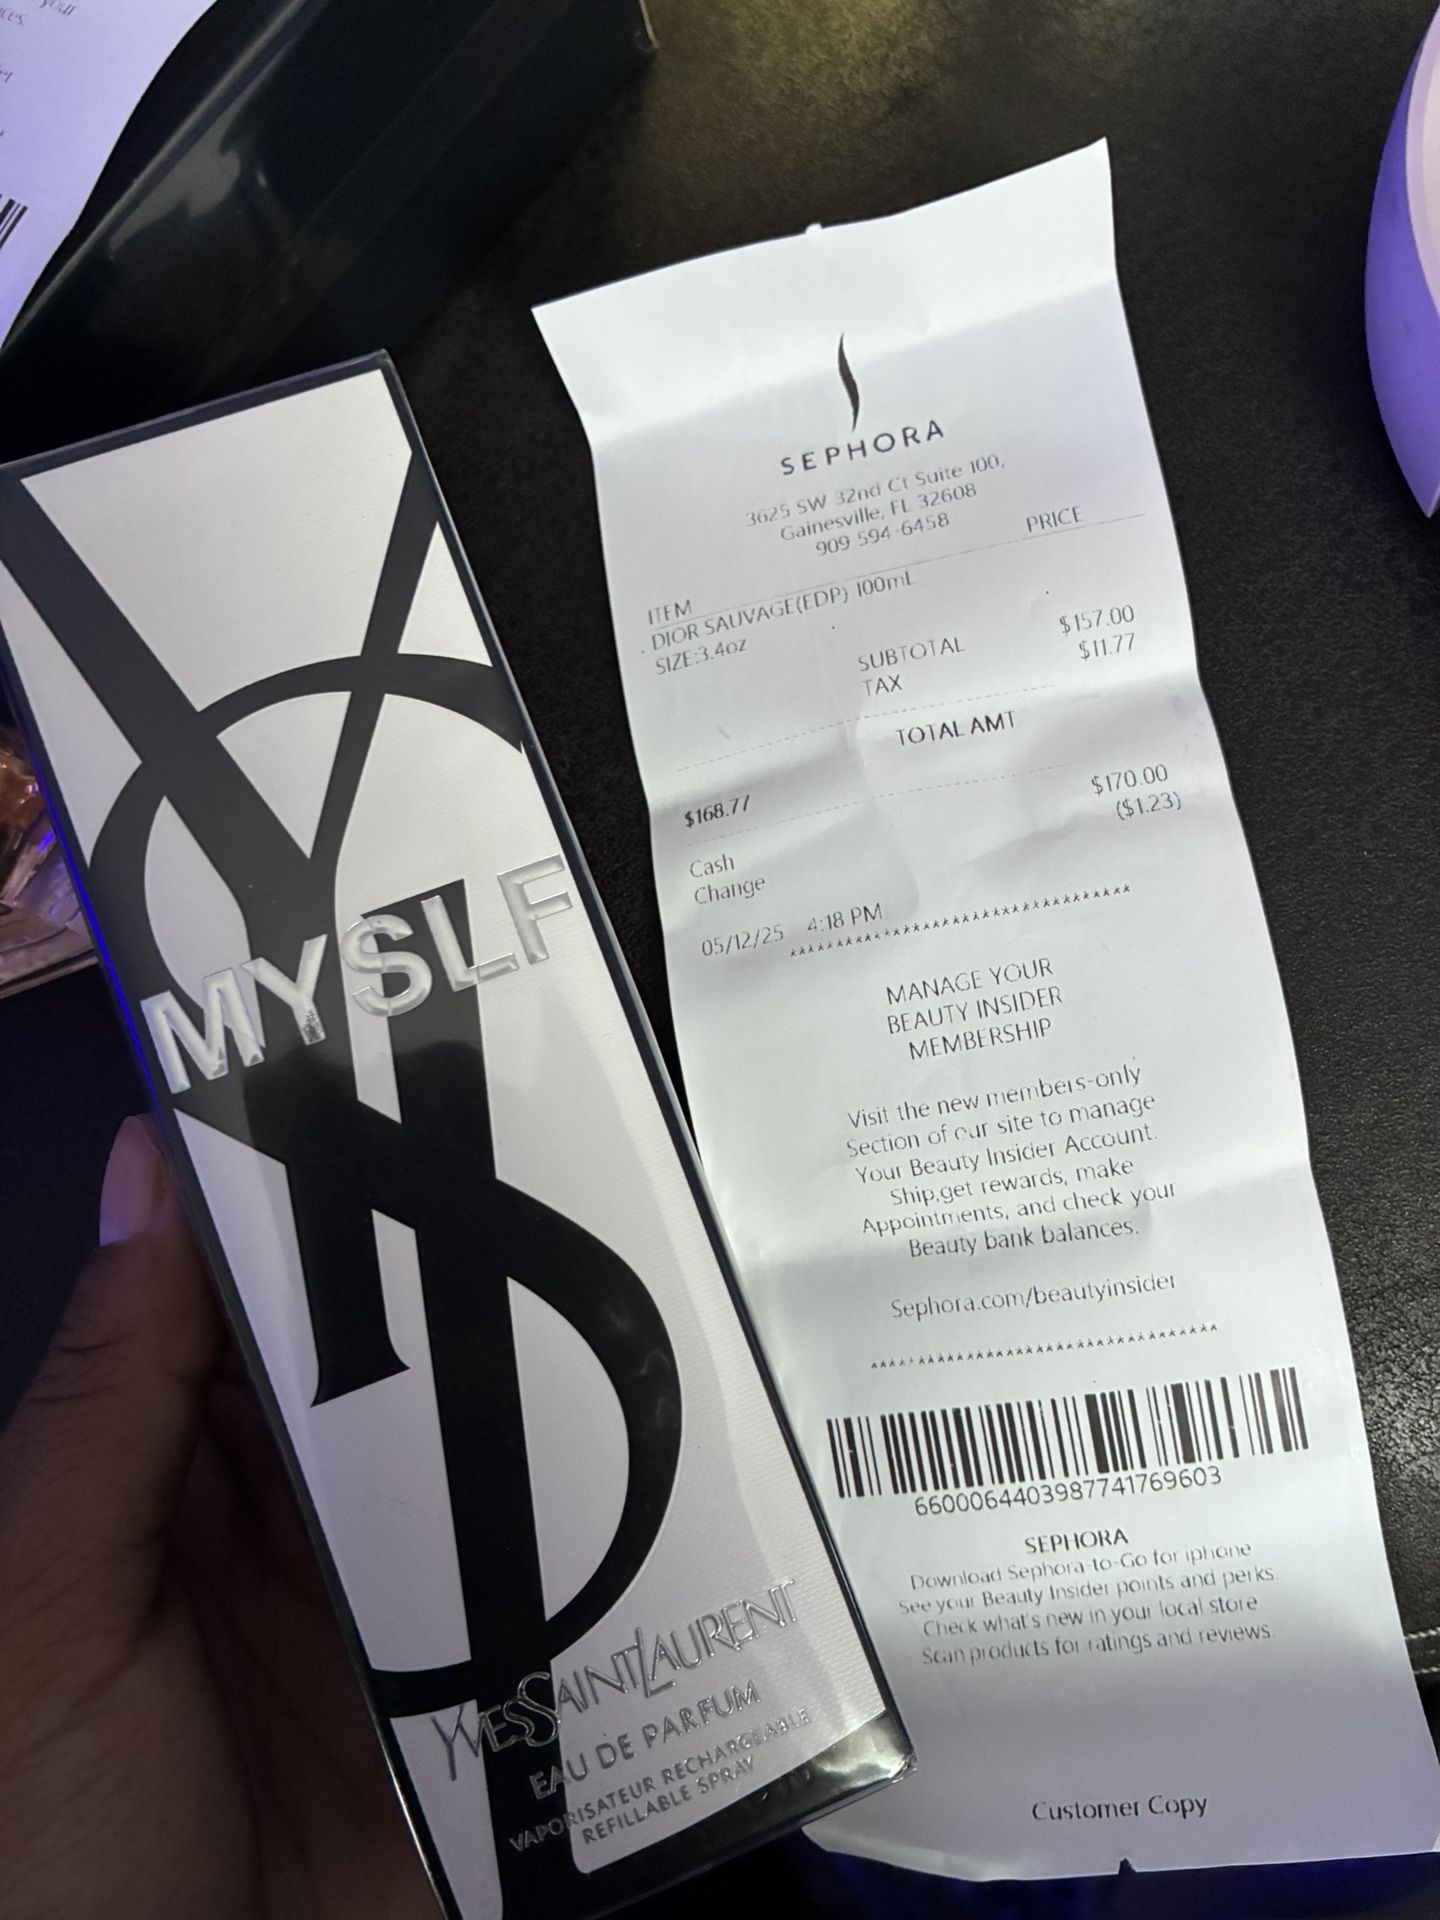 your
MYSLF
YVESSAINTLAURENT
EAU DE PARFUM
VAPORISATEUR RECHARGEABLE
REFILLABLE SPRAY
SEPHORA
3625 SW 32nd Ct Suite 100,
Gainesville, FL 32608
909 594-6458
ITEM PRICE
DIOR SAUVAGE(EDP) 100mL
SIZE:3.4oz
SUBTOTAL $157.00
TAX $11.77
TOTAL AMT
$168.77
Cash $170.00
Change ($1.23)
05/12/25 4:18 PM
*********************************
MANAGE YOUR
BEAUTY INSIDER
MEMBERSHIP
Visit the new members-only
Section of our site to manage
Your Beauty Insider Account.
Ship,get rewards, make
Appointments, and check your
Beauty bank balances.
Sephora.com/beautyinsider
*********************************
6600064403987741769603
SEPHORA
Download Sephora-to-Go for iphone
See your Beauty Insider points and perks
Check what's new in your local store
Scan products for ratings and reviews.
Customer Copy